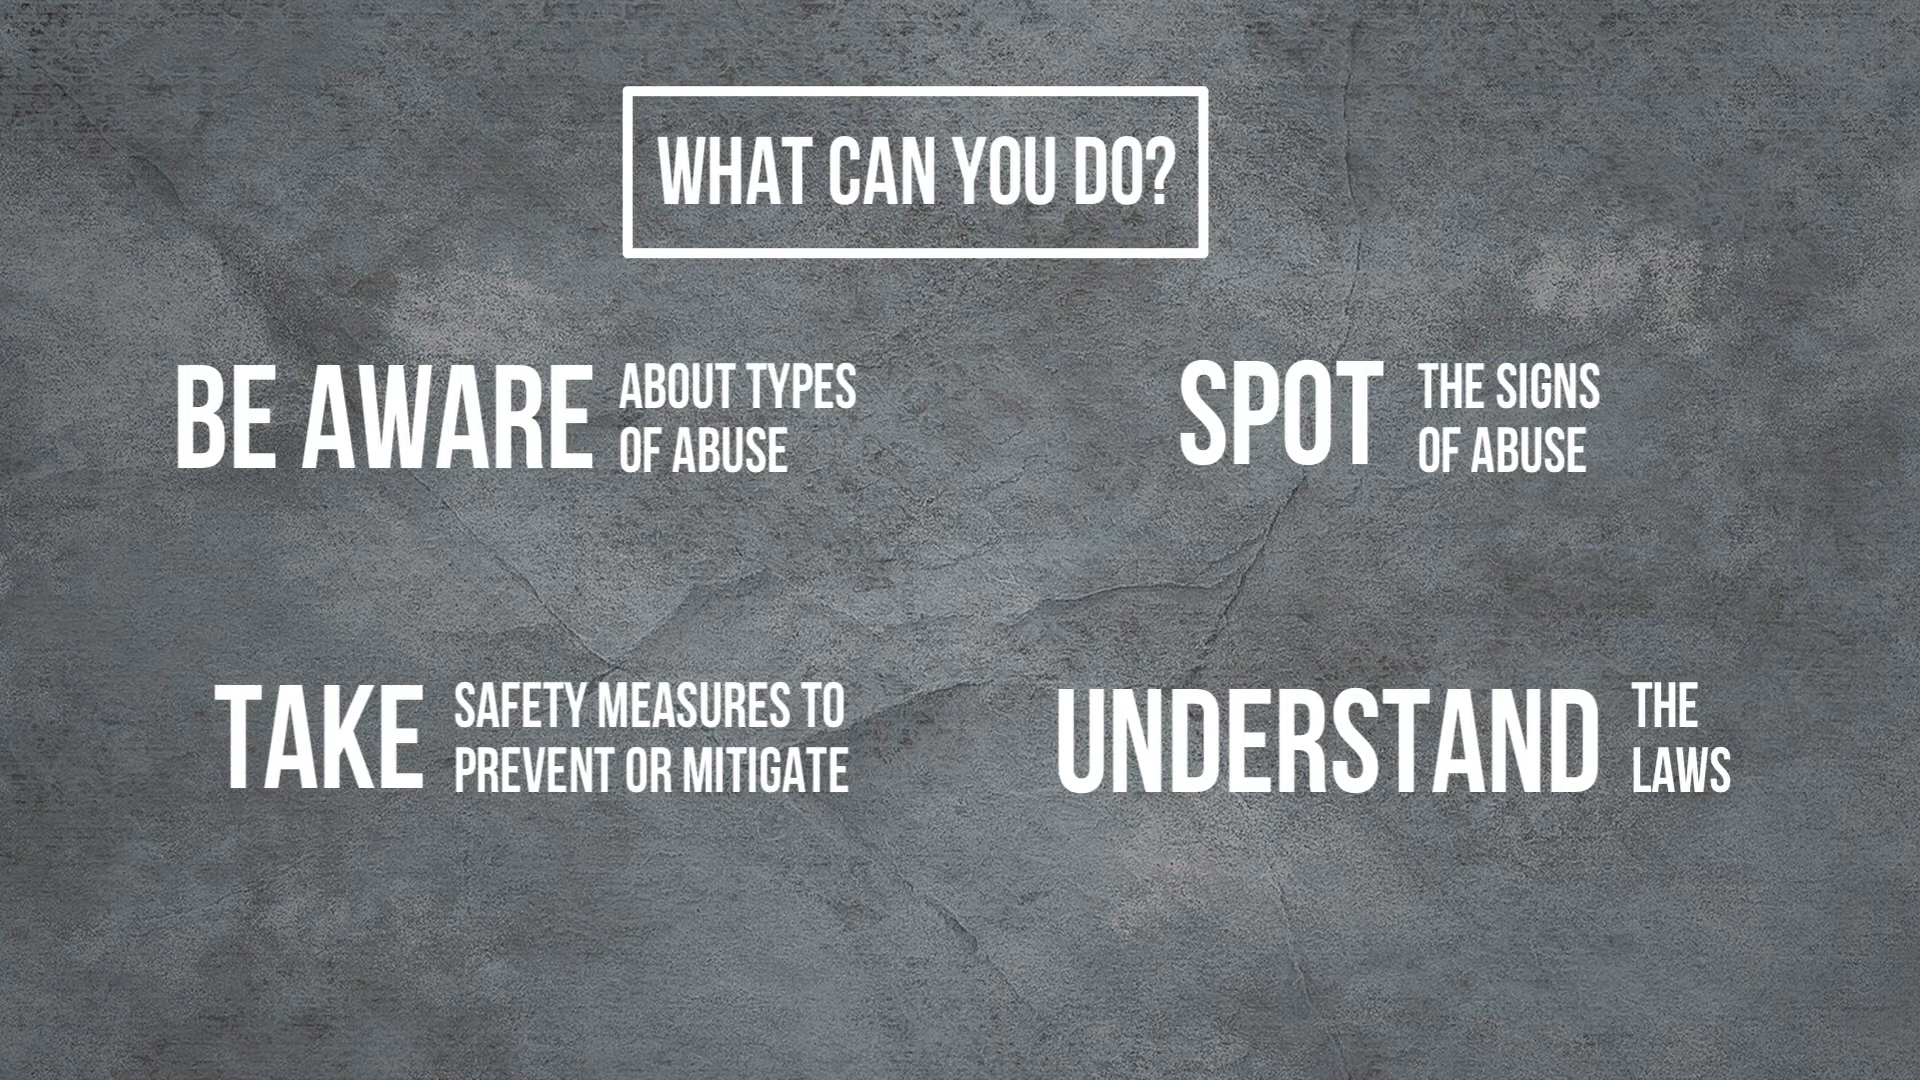 WHAT CAN YOU DO?
BE AWARE ABOUT TYPES
OF ABUSE
SPOT THE SIGNS
OF ABUSE
TAKE SAFETY MEASURES TO
PREVENT OR MITIGATE
UNDERSTAND THE
LAWS